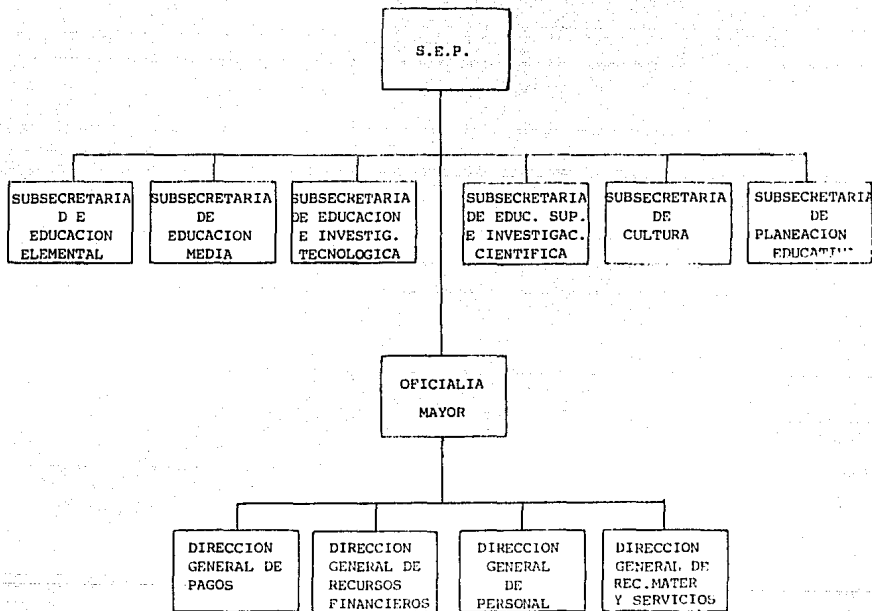 S.E.P.
SUBSECRETARIA
D E
EDUCACION
ELEMENTAL
SUBSECRETARIA
DE
EDUCACION
MEDIA
SUBSECRETARIA
DE EDUCACION
E INVESTIG.
TECNOLOGICA
SUBSECRETARIA
DE EDUC. SUP.
E INVESTIGAC.
CIENTIFICA
SUBSECRETARIA
DE
CULTURA
SUBSECRETARIA
DE
PLANEACION
OFICIALIA
MAYOR
DIRECCION
GENERAL DE
PAGOS
DIRECCION
GENERAL DE
RECURSOS
FINANCIEROS
DIRECCION
GENERAL
DE
PERSONAL
DIRECCION
GENERAL DE
REC.MATER
Y SERVICIOS